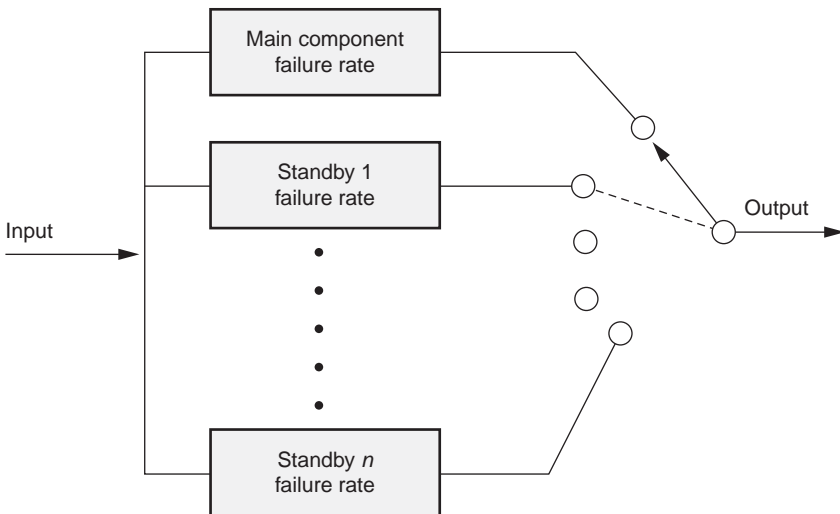 Main component
failure rate
Standby 1
failure rate
Input
Output
Standby n
failure rate